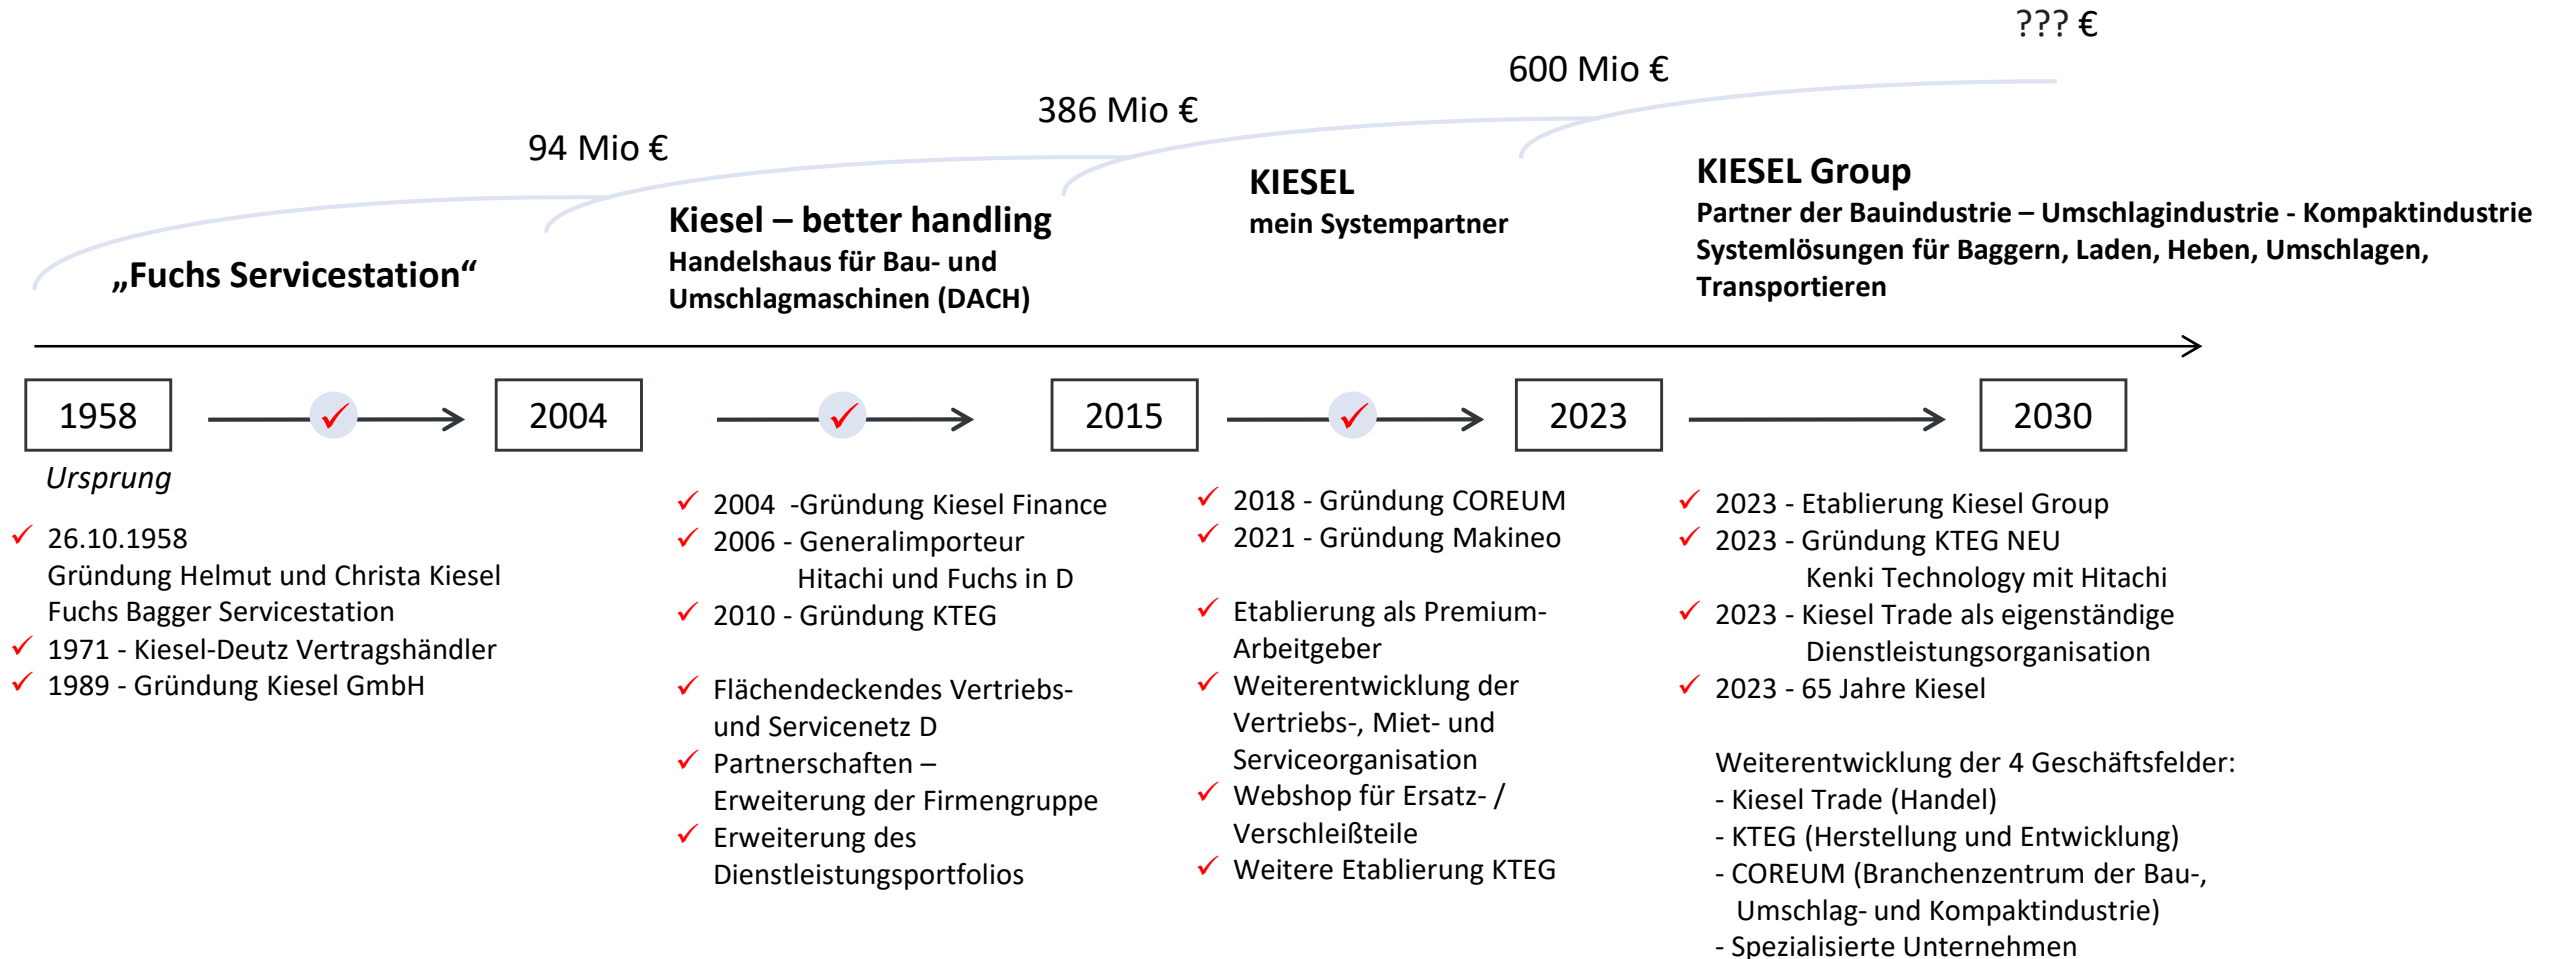 ??? €
600 Mio €
386 Mio €
94 Mio €
„Fuchs Servicestation“
Kiesel – better handling
Handelshaus für Bau- und
Umschlagmaschinen (DACH)
KIESEL
mein Systempartner
KIESEL Group
Partner der Bauindustrie – Umschlagindustrie - Kompaktindustrie
Systemlösungen für Baggern, Laden, Heben, Umschlagen,
Transportieren
1958
2004
2015
2023
2030
Ursprung
✓ 26.10.1958
Gründung Helmut und Christa Kiesel
Fuchs Bagger Servicestation
✓ 1971 - Kiesel-Deutz Vertragshändler
✓ 1989 - Gründung Kiesel GmbH
✓ 2004 -Gründung Kiesel Finance
✓ 2006 - Generalimporteur
Hitachi und Fuchs in D
✓ 2010 - Gründung KTEG
✓ Flächendeckendes Vertriebs-
und Servicenetz D
✓ Partnerschaften –
Erweiterung der Firmengruppe
✓ Erweiterung des
Dienstleistungsportfolios
✓ 2018 - Gründung COREUM
✓ 2021 - Gründung Makineo
✓ Etablierung als Premium-
Arbeitgeber
✓ Weiterentwicklung der
Vertriebs-, Miet- und
Serviceorganisation
✓ Webshop für Ersatz- /
Verschleißteile
✓ Weitere Etablierung KTEG
✓ 2023 - Etablierung Kiesel Group
✓ 2023 - Gründung KTEG NEU
Kenki Technology mit Hitachi
✓ 2023 - Kiesel Trade als eigenständige
Dienstleistungsorganisation
✓ 2023 - 65 Jahre Kiesel
Weiterentwicklung der 4 Geschäftsfelder:
- Kiesel Trade (Handel)
- KTEG (Herstellung und Entwicklung)
- COREUM (Branchenzentrum der Bau-,
Umschlag- und Kompaktindustrie)
- Spezialisierte Unternehmen